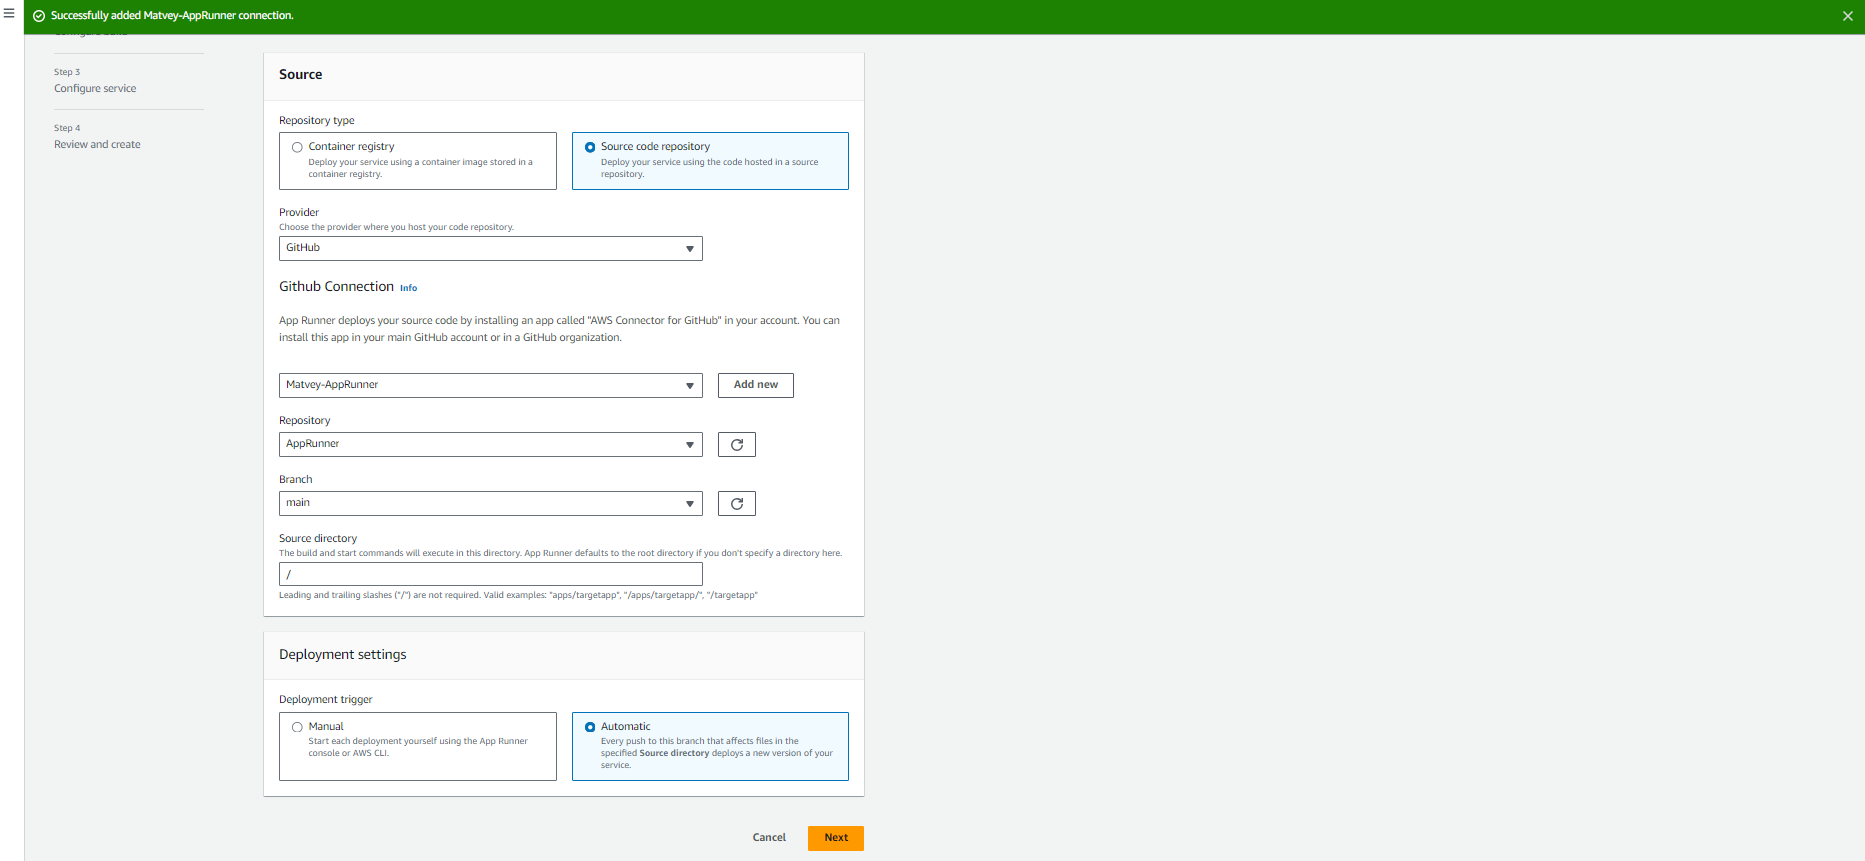 Successfully added Matvey-AppRunner connection.
Step 3
Configure service
Step 4
Review and create
Source
Repository type
Container registry
Deploy your service using a container image stored in a
container registry.
Source code repository
Deploy your service using the code hosted in a source
repository.
Provider
Choose the provider where you host your code repository.
GitHub
Github Connection Info
App Runner deploys your source code by installing an app called "AWS Connector for GitHub" in your account. You can
install this app in your main GitHub account or in a GitHub organization.
Matvey-AppRunner
Add new
Repository
AppRunner
Branch
main
Source directory
The build and start commands will execute in this directory. App Runner defaults to the root directory if you don't specify a directory here.
/
Leading and trailing slashes ("/") are not required. Valid examples: "apps/targetapp", "/apps/targetapp/", "/targetapp"
Deployment settings
Deployment trigger
Manual
Start each deployment yourself using the App Runner
console or AWS CLI.
Automatic
Every push to this branch that affects files in the
specified Source directory deploys a new version of your
service.
Cancel
Next